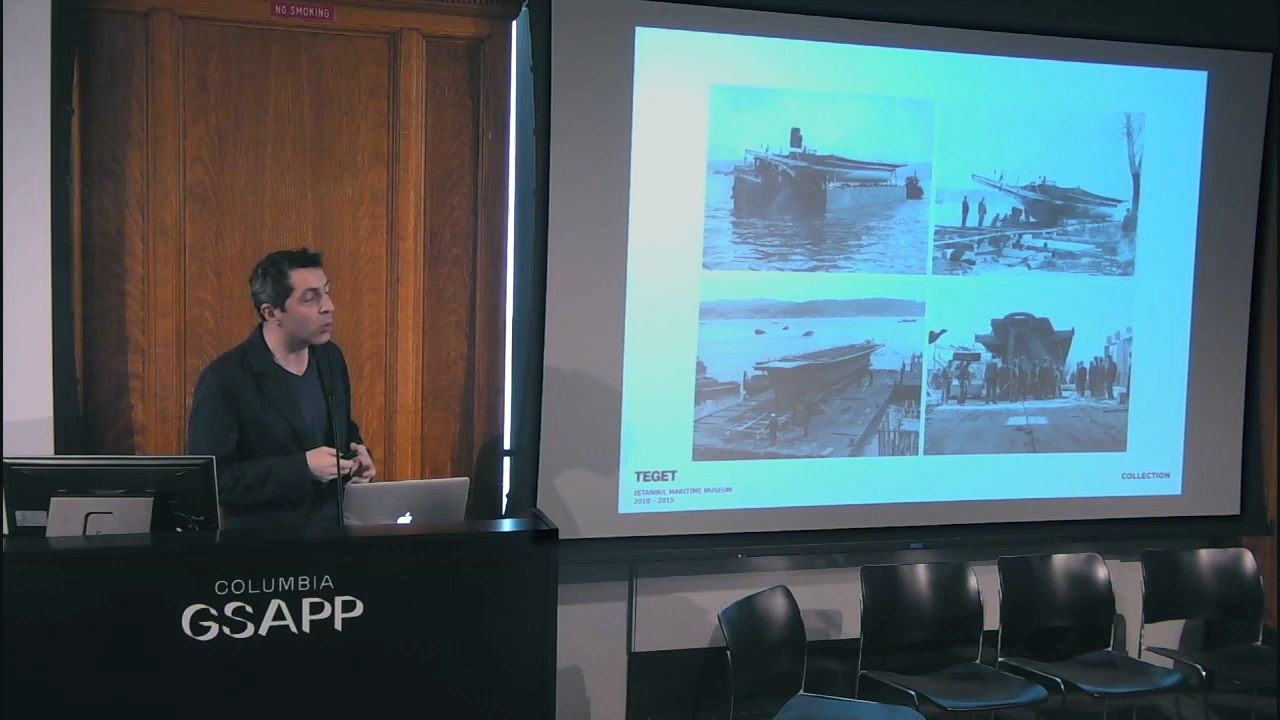 NO SMOKING
TEGET
ISTANBUL MARITIME MUSEUM
2010 - 2015
COLLECTION
COLUMBIA
GSAPP